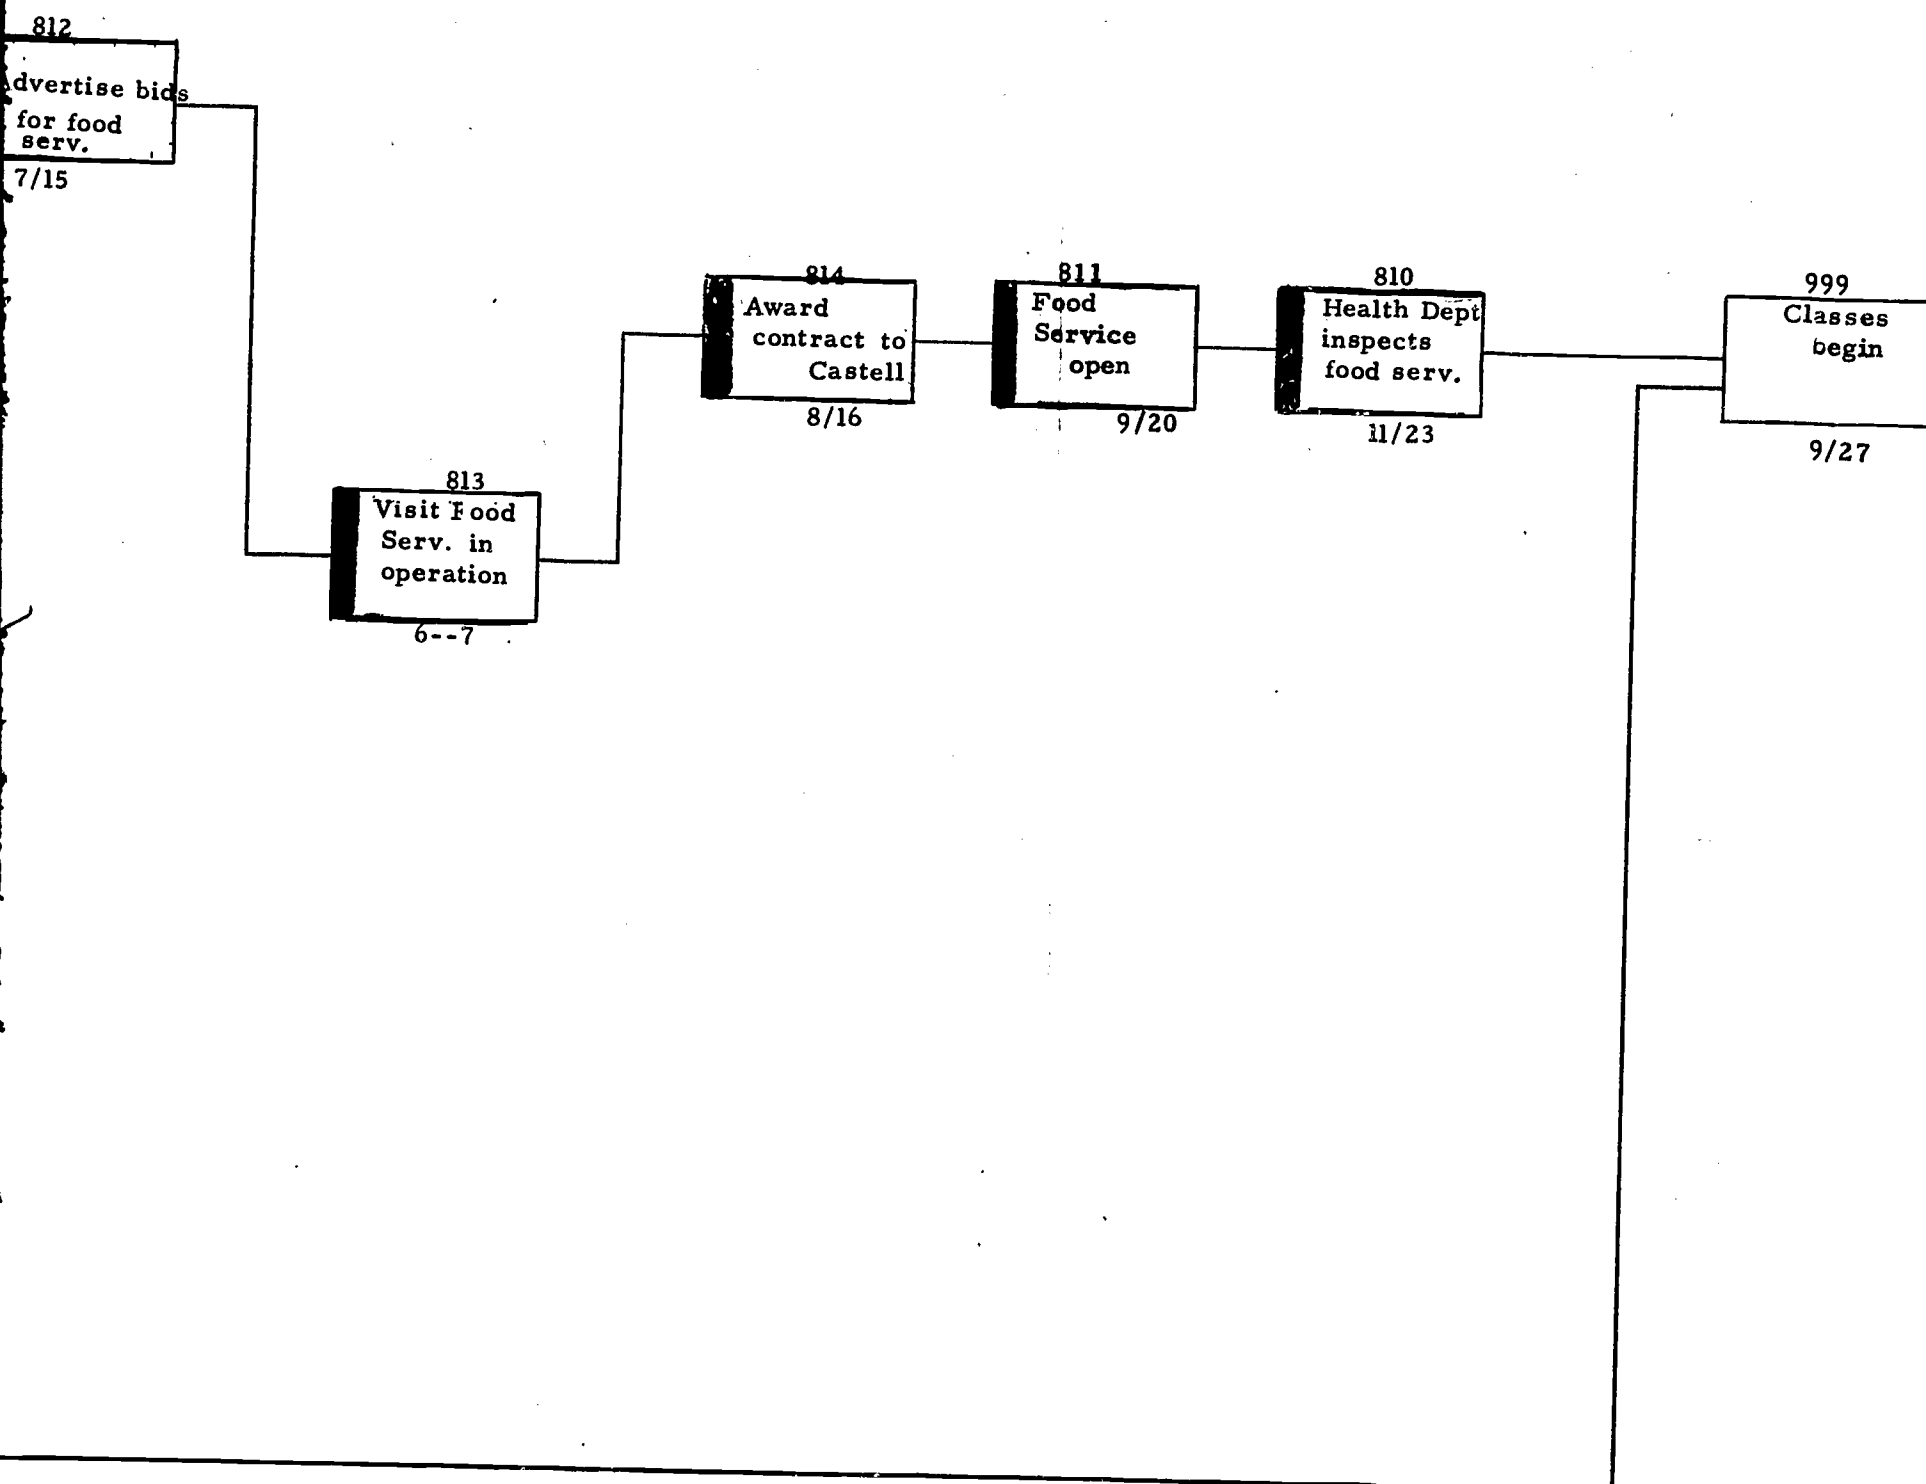 812
Advertise bids
for food
serv.
7/15
813
Visit Food
Serv. in
operation
6--7
814
Award
contract to
Castell
8/16
811
Food
Service
open
9/20
810
Health Dept
inspects
food serv.
11/23
999
Classes
begin
9/27